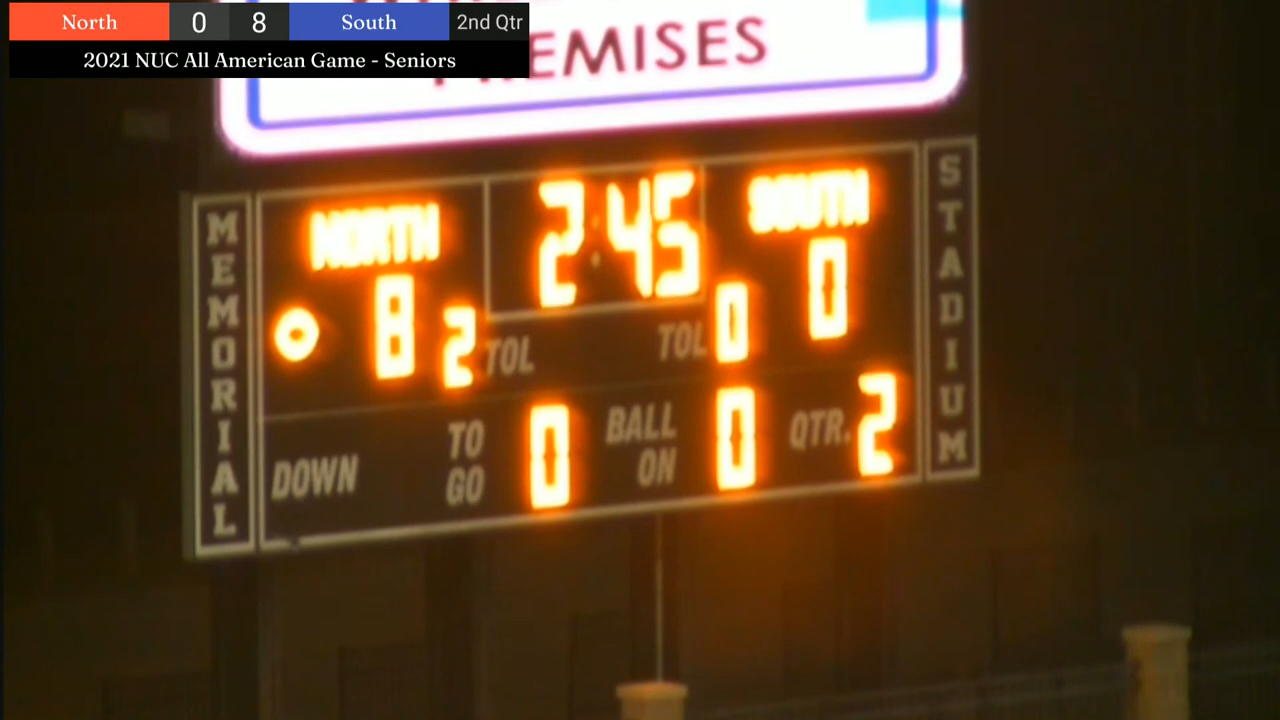 North 0 8 South 2nd Qtr
2021 NUC All American Game - Seniors
PREMISES
MEMORIAL
NORTH 2:45 SOUTH
8 2 TOL TOL 0 0
DOWN TO GO 0 BALL ON 0 QTR. 2
STADIUM